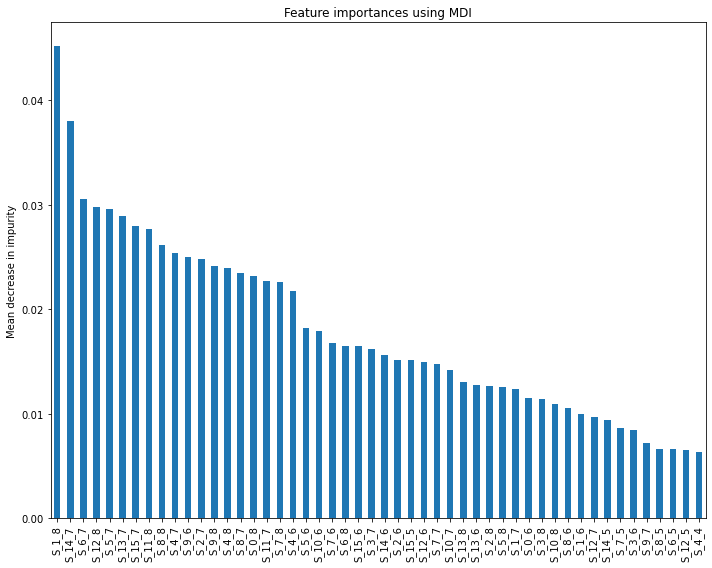 Feature importances using MDI
Mean decrease in impurity
0.04
0.03
0.02
0.01
0.00
S_1_8
S_14_7
S_6_7
S_12_8
S_5_7
S_13_7
S_15_7
S_11_8
S_8_8
S_4_7
S_9_6
S_2_7
S_9_8
S_4_8
S_8_7
S_0_8
S_11_7
S_7_8
S_4_6
S_5_6
S_10_6
S_7_6
S_6_8
S_15_6
S_3_7
S_14_6
S_2_6
S_15_5
S_12_6
S_7_7
S_10_7
S_13_8
S_13_6
S_2_8
S_5_8
S_1_7
S_0_6
S_3_8
S_10_8
S_8_6
S_1_6
S_12_7
S_14_5
S_7_5
S_3_6
S_9_7
S_8_5
S_6_5
S_12_5
S_4_4